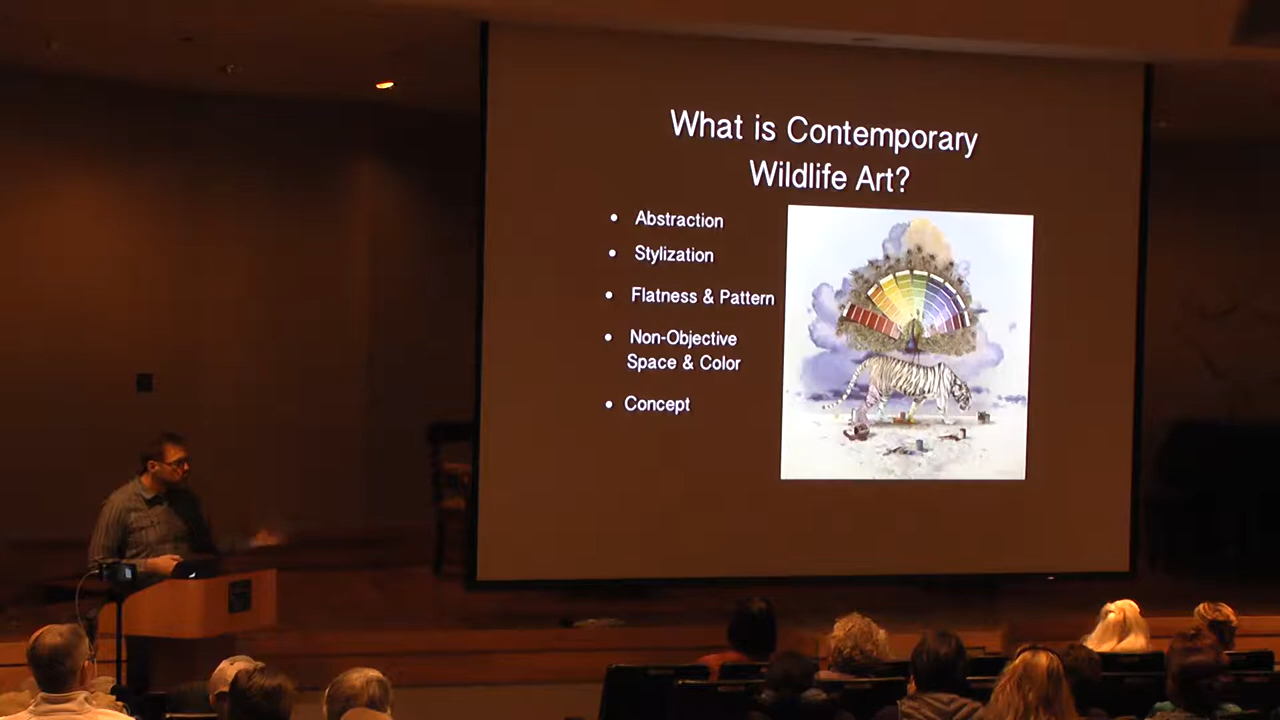 What is Contemporary
Wildlife Art?
• Abstraction
• Stylization
• Flatness & Pattern
• Non-Objective
Space & Color
• Concept